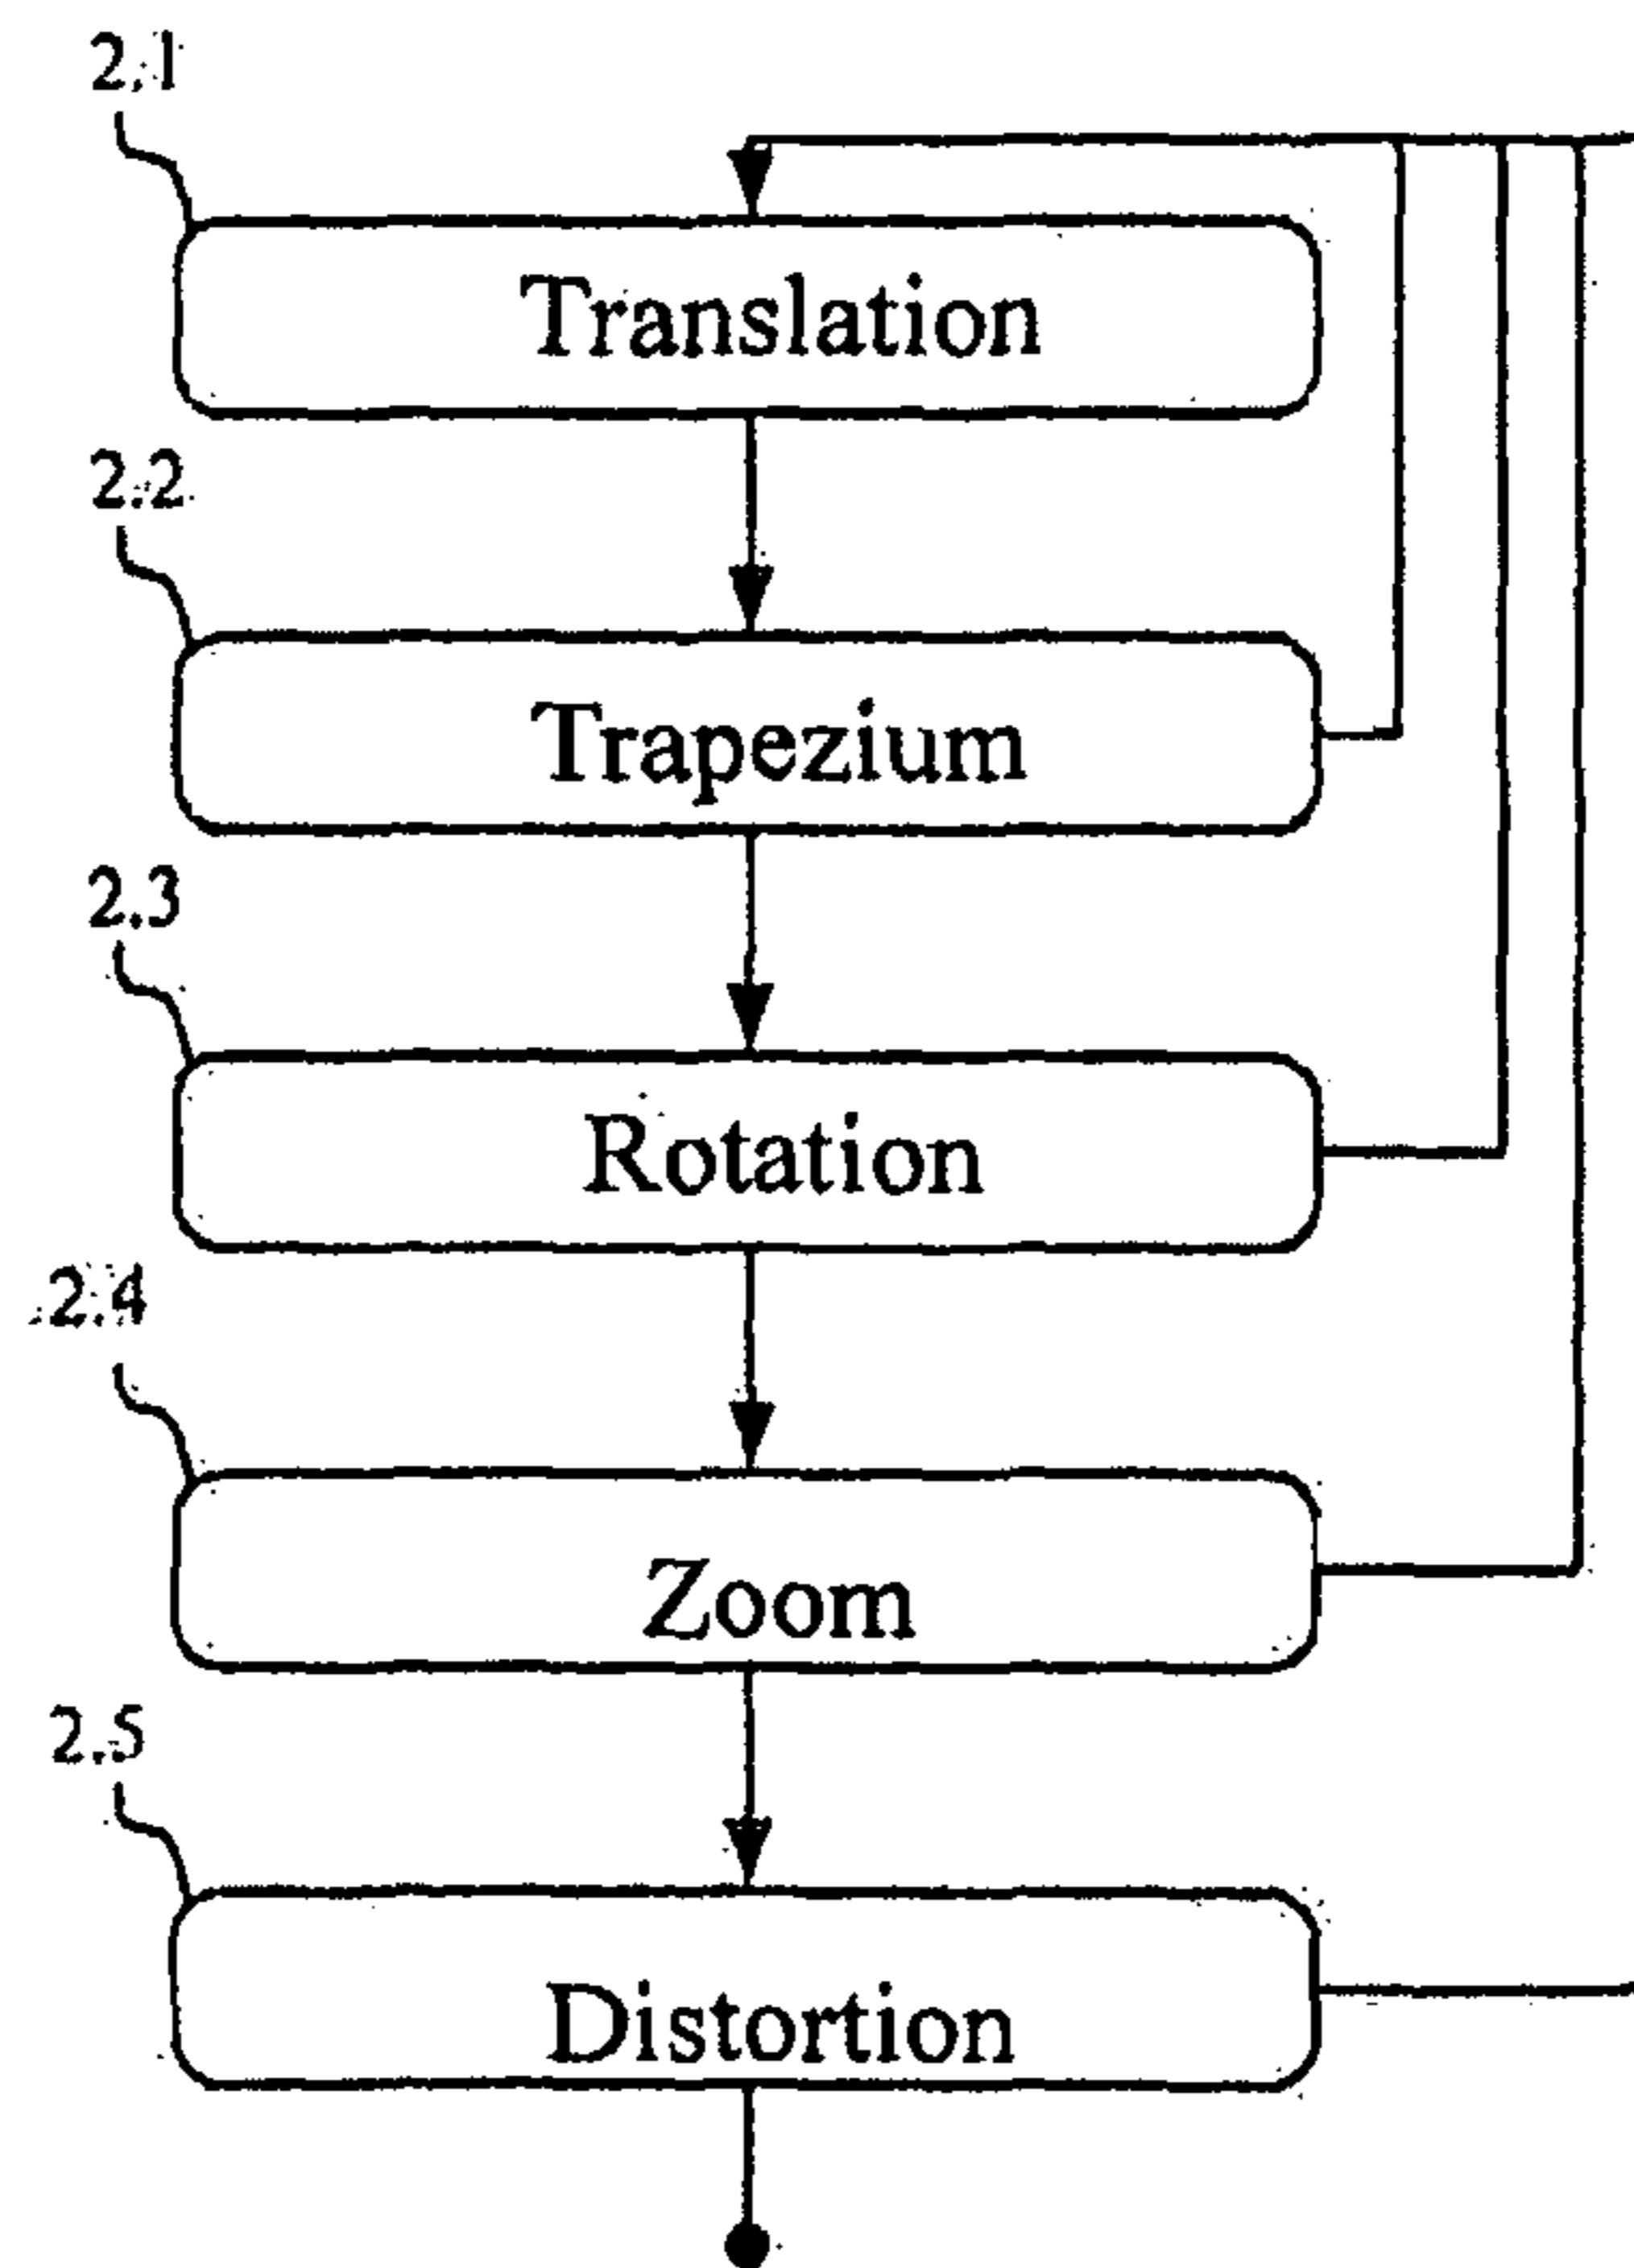 2.1
Translation
2.2
Trapezium
2.3
Rotation
2.4
Zoom
2.5
Distortion